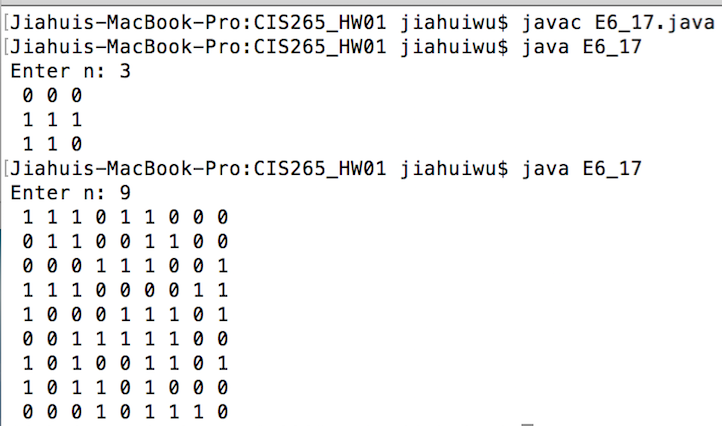 [Jiahuis-MacBook-Pro:CIS265_HW01 jiahuiwu$ javac E6_17.java
[Jiahuis-MacBook-Pro:CIS265_HW01 jiahuiwu$ java E6_17
Enter n: 3
0 0 0
1 1 1
1 1 0
[Jiahuis-MacBook-Pro:CIS265_HW01 jiahuiwu$ java E6_17
Enter n: 9
1 1 1 0 1 1 0 0 0
0 1 1 0 0 1 1 0 0
0 0 0 1 1 1 0 0 1
1 1 1 0 0 0 0 1 1
1 0 0 0 1 1 1 0 1
0 0 1 1 1 1 1 0 0
1 0 1 0 0 1 1 0 1
1 0 1 1 0 1 0 0 0
0 0 0 1 0 1 1 1 0